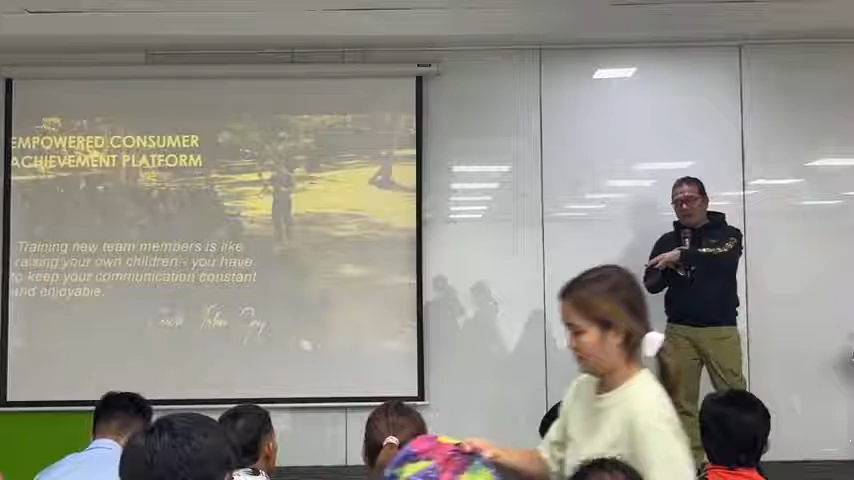 EMPOWERED CONSUMER
ACHIEVEMENT PLATFORM
Training new team members is like
raising your own children - you have
to keep your communication constant
and enjoyable.